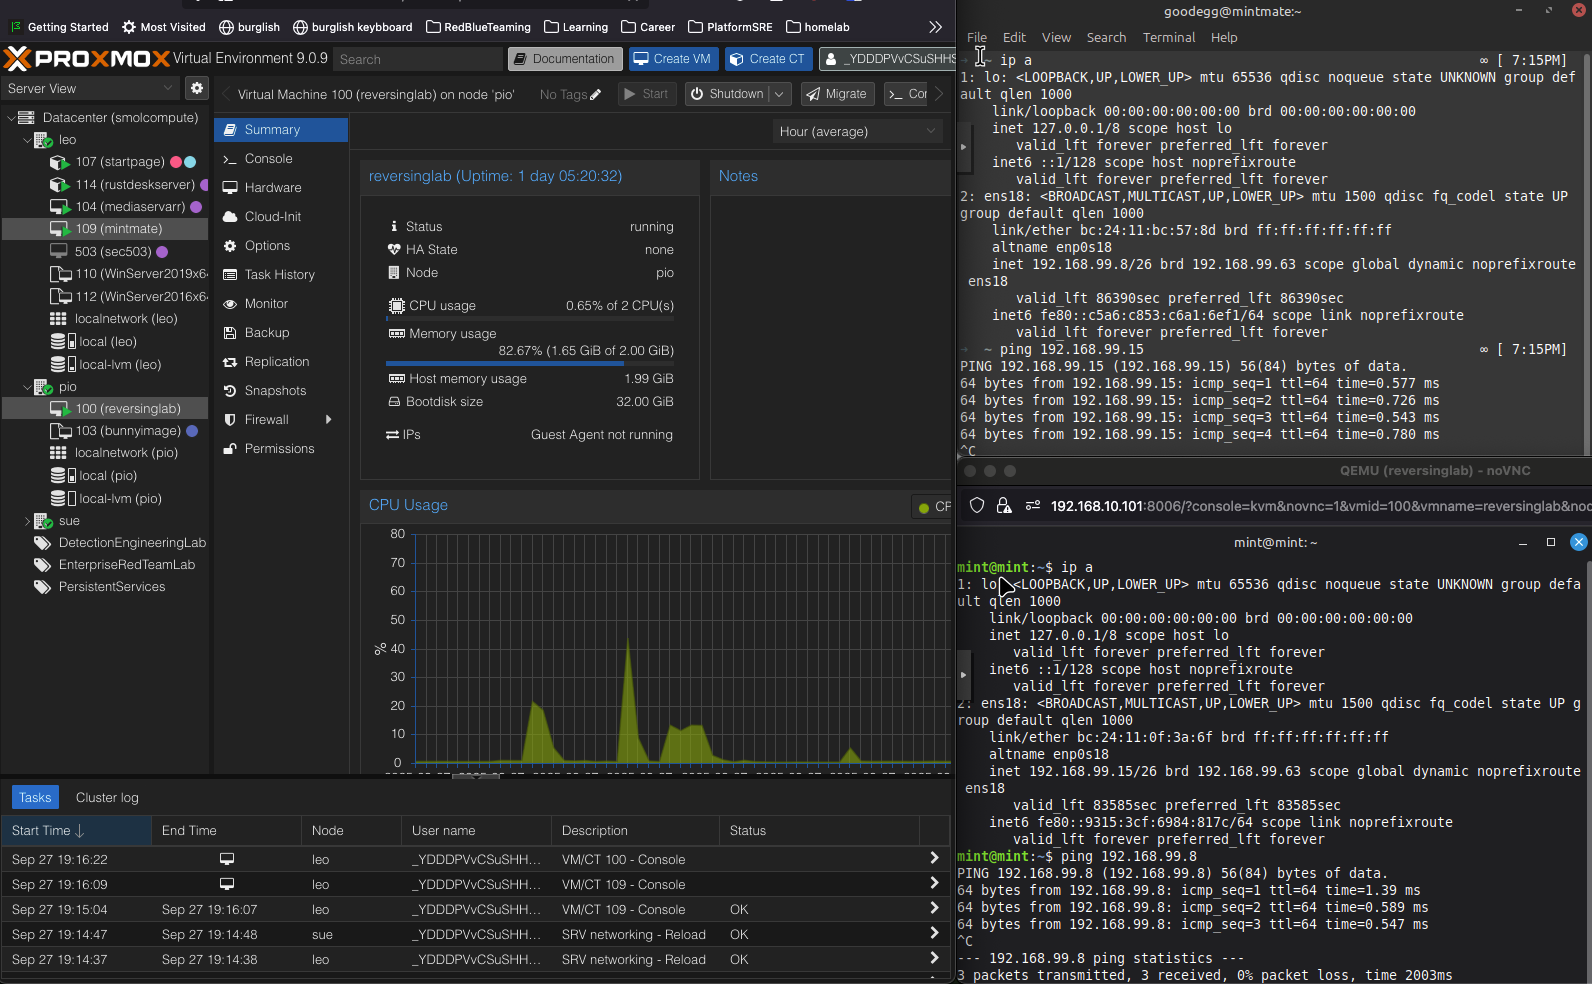 Getting Started
Most Visited
burglish
burglish keybboard
RedBlueTeaming
Learning
Career
PlatformSRE
homelab
PROXMOX Virtual Environment 9.0.9
Search
Documentation
Create VM
Create CT
_YDDDPVvCSuSHHS
Server View
Datacenter (smolcompute)
leo
107 (startpage)
114 (rustdeskserver)
104 (mediaservarr)
109 (mintmate)
503 (sec503)
110 (WinServer2019x6
112 (WinServer2016x6
localnetwork (leo)
local (leo)
local-lvm (leo)
pio
100 (reversinglab)
103 (bunnyimage)
localnetwork (pio)
local (pio)
local-lvm (pio)
sue
DetectionEngineeringLab
EnterpriseRedTeamLab
PersistentServices
Virtual Machine 100 (reversinglab) on node 'pio'
No Tags
Start
Shutdown
Migrate
Summary
Console
Hardware
Cloud-Init
Options
Task History
Monitor
Backup
Replication
Snapshots
Firewall
Permissions
Hour (average)
reversinglab (Uptime: 1 day 05:20:32)
Status running
HA State none
Node pio
CPU usage 0.65% of 2 CPU(s)
Memory usage
82.67% (1.65 GiB of 2.00 GiB)
Host memory usage 1.99 GiB
Bootdisk size 32.00 GiB
IPs Guest Agent not running
Notes
CPU Usage
80
70
60
50
40
30
20
10
0
%
Tasks
Cluster log
Start Time End Time Node User name Description Status
Sep 27 19:16:22 leo _YDDDPVvCSuSHH... VM/CT 100 - Console
Sep 27 19:16:09 leo _YDDDPVvCSuSHH... VM/CT 109 - Console
Sep 27 19:15:04 Sep 27 19:16:07 leo _YDDDPVvCSuSHH... VM/CT 109 - Console OK
Sep 27 19:14:47 Sep 27 19:14:48 sue _YDDDPVvCSuSHH... SRV networking - Reload OK
Sep 27 19:14:37 Sep 27 19:14:38 leo _YDDDPVvCSuSHH... SRV networking - Reload OK
goodegg@mintmate:~
File Edit View Search Terminal Help
→ ~ ip a ∞ [ 7:15PM]
1: lo: <LOOPBACK,UP,LOWER_UP> mtu 65536 qdisc noqueue state UNKNOWN group def
ault qlen 1000
link/loopback 00:00:00:00:00:00 brd 00:00:00:00:00:00
inet 127.0.0.1/8 scope host lo
valid_lft forever preferred_lft forever
inet6 ::1/128 scope host noprefixroute
valid_lft forever preferred_lft forever
2: ens18: <BROADCAST,MULTICAST,UP,LOWER_UP> mtu 1500 qdisc fq_codel state UP
group default qlen 1000
link/ether bc:24:11:bc:57:8d brd ff:ff:ff:ff:ff:ff
altname enp0s18
inet 192.168.99.8/26 brd 192.168.99.63 scope global dynamic noprefixroute
ens18
valid_lft 86390sec preferred_lft 86390sec
inet6 fe80::c5a6:c853:c6a1:6ef1/64 scope link noprefixroute
valid_lft forever preferred_lft forever
→ ~ ping 192.168.99.15 ∞ [ 7:15PM]
PING 192.168.99.15 (192.168.99.15) 56(84) bytes of data.
64 bytes from 192.168.99.15: icmp_seq=1 ttl=64 time=0.577 ms
64 bytes from 192.168.99.15: icmp_seq=2 ttl=64 time=0.726 ms
64 bytes from 192.168.99.15: icmp_seq=3 ttl=64 time=0.543 ms
64 bytes from 192.168.99.15: icmp_seq=4 ttl=64 time=0.780 ms
^C
QEMU (reversinglab) - noVNC
192.168.10.101:8006/?console=kvm&novnc=1&vmid=100&vmname=reversinglab&noc
mint@mint: ~
mint@mint:~$ ip a
1: lo: <LOOPBACK,UP,LOWER_UP> mtu 65536 qdisc noqueue state UNKNOWN group defa
ult qlen 1000
link/loopback 00:00:00:00:00:00 brd 00:00:00:00:00:00
inet 127.0.0.1/8 scope host lo
valid_lft forever preferred_lft forever
inet6 ::1/128 scope host noprefixroute
valid_lft forever preferred_lft forever
2: ens18: <BROADCAST,MULTICAST,UP,LOWER_UP> mtu 1500 qdisc fq_codel state UP g
roup default qlen 1000
link/ether bc:24:11:0f:3a:6f brd ff:ff:ff:ff:ff:ff
altname enp0s18
inet 192.168.99.15/26 brd 192.168.99.63 scope global dynamic noprefixroute
ens18
valid_lft 83585sec preferred_lft 83585sec
inet6 fe80::9315:3cf:6984:817c/64 scope link noprefixroute
valid_lft forever preferred_lft forever
mint@mint:~$ ping 192.168.99.8
PING 192.168.99.8 (192.168.99.8) 56(84) bytes of data.
64 bytes from 192.168.99.8: icmp_seq=1 ttl=64 time=1.39 ms
64 bytes from 192.168.99.8: icmp_seq=2 ttl=64 time=0.589 ms
64 bytes from 192.168.99.8: icmp_seq=3 ttl=64 time=0.547 ms
^C
--- 192.168.99.8 ping statistics ---
3 packets transmitted, 3 received, 0% packet loss, time 2003ms